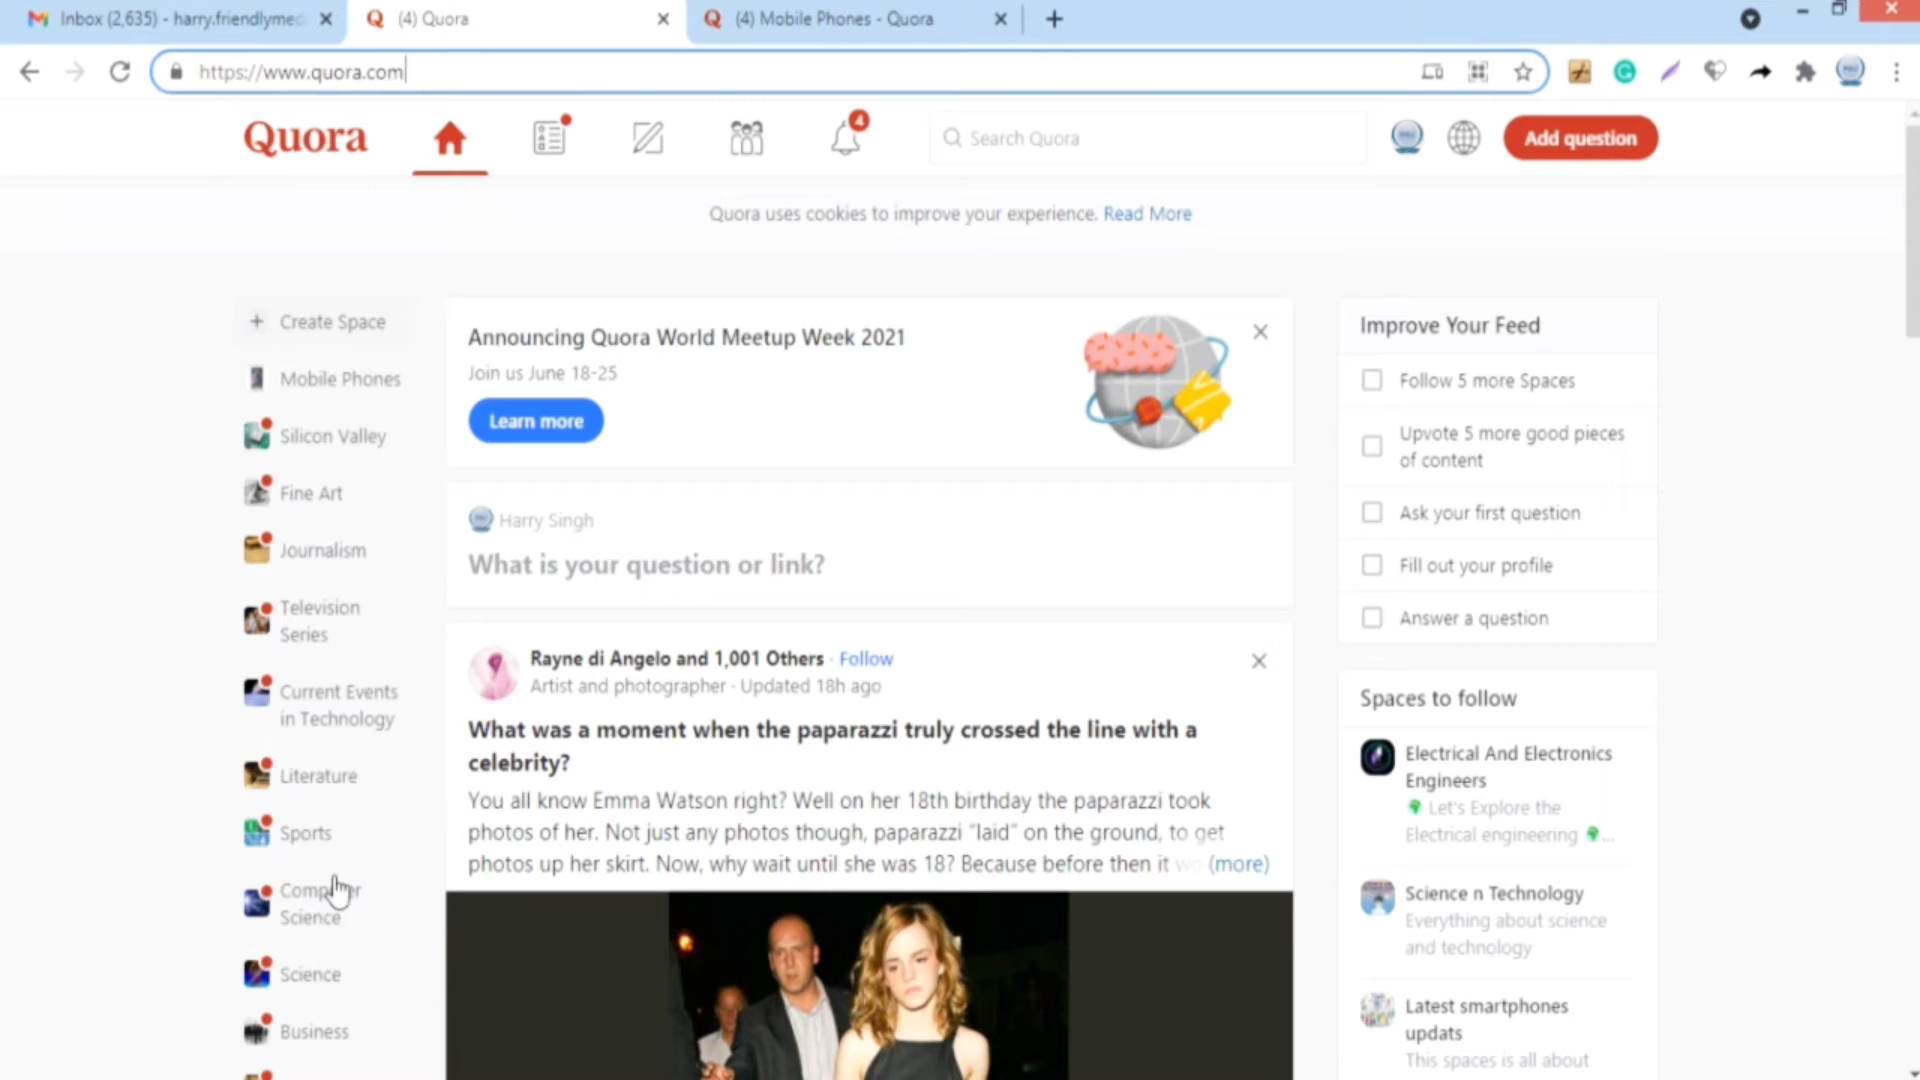 Inbox (2,635) - harry.friendlymed
(4) Quora
(4) Mobile Phones - Quora
https://www.quora.com
Quora
4
Search Quora
Add question
Quora uses cookies to improve your experience. Read More
Create Space
Mobile Phones
Silicon Valley
Fine Art
Journalism
Television
Series
Current Events
in Technology
Literature
Sports
Computer
Science
Science
Business
Announcing Quora World Meetup Week 2021
Join us June 18-25
Learn more
Harry Singh
What is your question or link?
Rayne di Angelo and 1,001 Others · Follow
Artist and photographer · Updated 18h ago
What was a moment when the paparazzi truly crossed the line with a
celebrity?
You all know Emma Watson right? Well on her 18th birthday the paparazzi took
photos of her. Not just any photos though, paparazzi “laid” on the ground, to get
photos up her skirt. Now, why wait until she was 18? Because before then it (more)
Improve Your Feed
Follow 5 more Spaces
Upvote 5 more good pieces
of content
Ask your first question
Fill out your profile
Answer a question
Spaces to follow
Electrical And Electronics
Engineers
Let's Explore the
Electrical engineering ...
Science n Technology
Everything about science
and technology
Latest smartphones
updats
This spaces is all about